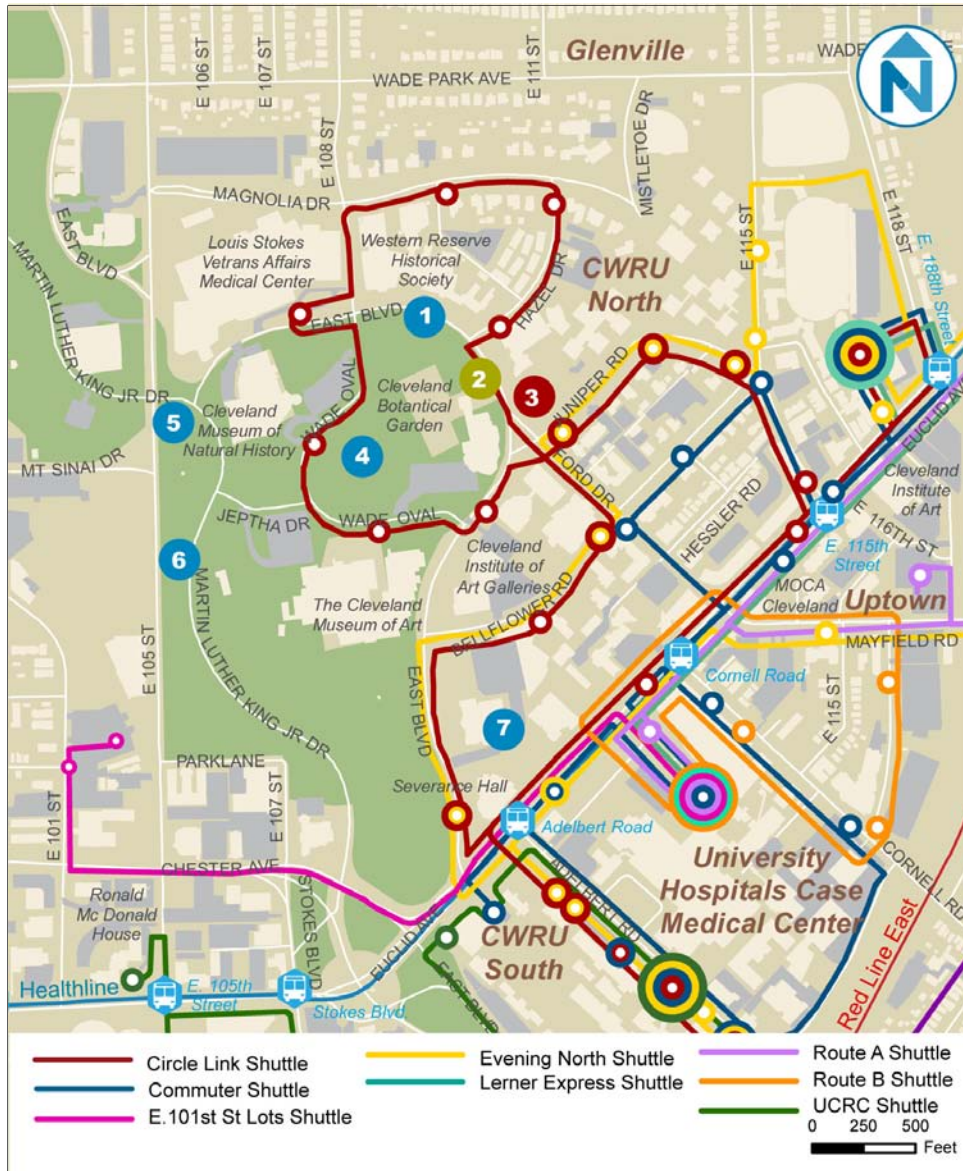 Glenville
WADE PARK AVE
WADE
N
E 106 ST
E 107 ST
E 108 ST
E 111 ST
MISTLETOE DR
MAGNOLIA DR
EAST BLVD
MARTIN LUTHER KING JR DR
Louis Stokes
Vetrans Affairs
Medical Center
Western Reserve
Historical
Society
HAZEL DR
CWRU
North
E 115 ST
E 118 ST
E. 188th Street
EAST BLVD
1
2
3
JUNIPER RD
WADE OVAL
Cleveland
Botanical
Garden
4
5
Cleveland
Museum of
Natural History
MT SINAI DR
FORD DR
EUCLID AVE
Cleveland
Institute
of Art
JEPTHA DR
WADE OVAL
HESSLER RD
E 116TH ST
E. 115th
Street
6
Cleveland
Institute of
Art Galleries
MOCA
Cleveland
Uptown
The Cleveland
Museum of Art
BELLFLOWER RD
MAYFIELD RD
Cornell Road
E 105 ST
MARTIN LUTHER KING JR DR
EAST BLVD
7
E 115 ST
PARKLANE
E 107 ST
Severance Hall
Adelbert Road
E 101 ST
CHESTER AVE
ADELBERT RD
University
Hospitals Case
Medical Center
CORNELL RD
Ronald
Mc Donald
House
STOKES BLVD
EUCLID AVE
CWRU
South
EAST BLVD
Red Line East
Healthline
E. 105th
Street
Stokes Blvd.
Circle Link Shuttle
Commuter Shuttle
E.101st St Lots Shuttle
Evening North Shuttle
Lerner Express Shuttle
Route A Shuttle
Route B Shuttle
UCRC Shuttle
0 250 500
Feet